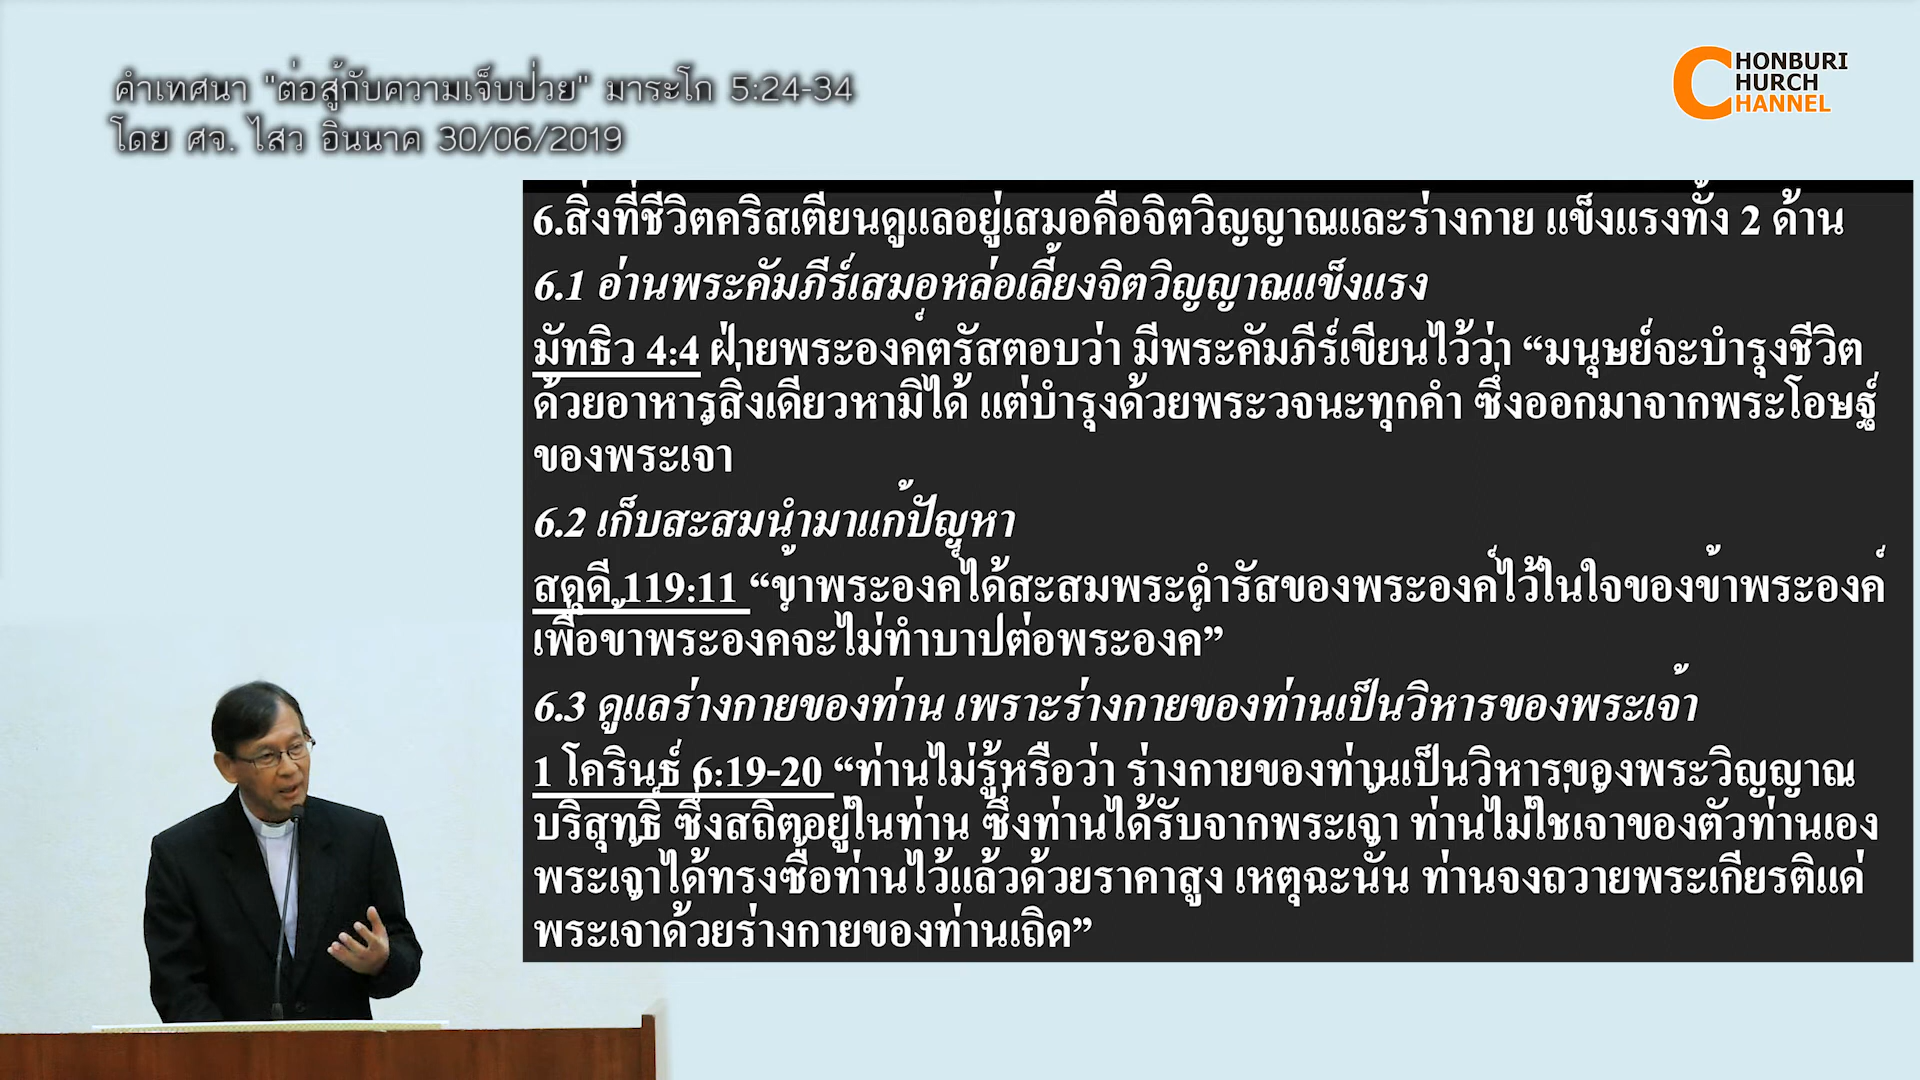 คำเทศนา "ต่อสู้กับความเจ็บป่วย" มาระโก 5:24-34
โดย ศจ. ไสว อินนาค 30/06/2019
CHONBURI
CHURCH
CHANNEL
6.สิ่งที่ชีวิตคริสเตียนดูแลอยู่เสมอคือจิตวิญญาณและร่างกาย แข็งแรงทั้ง 2 ด้าน
6.1 อ่านพระคัมภีร์เสมอหล่อเลี้ยงจิตวิญญาณแข็งแรง
มัทธิว 4:4 ฝ่ายพระองค์ตรัสตอบว่า มีพระคัมภีร์เขียนไว้ว่า “มนุษย์จะบำรุงชีวิต
ด้วยอาหารสิ่งเดียวหามิได้ แต่บำรุงด้วยพระวจนะทุกคำ ซึ่งออกมาจากพระโอษฐ์
ของพระเจ้า
6.2 เก็บสะสมนำมาแก้ปัญหา
สดุดี 119:11 “ข้าพระองค์ได้สะสมพระดำรัสของพระองค์ไว้ในใจของข้าพระองค์
เพื่อข้าพระองค์จะไม่ทำบาปต่อพระองค์”
6.3 ดูแลร่างกายของท่าน เพราะร่างกายของท่านเป็นวิหารของพระเจ้า
1 โครินธ์ 6:19-20 “ท่านไม่รู้หรือว่า ร่างกายของท่านเป็นวิหารของพระวิญญาณ
บริสุทธิ์ ซึ่งสถิตอยู่ในท่าน ซึ่งท่านได้รับจากพระเจ้า ท่านไม่ใช่เจ้าของตัวท่านเอง
พระเจ้าได้ทรงซื้อท่านไว้แล้วด้วยราคาสูง เหตุฉะนั้น ท่านจงถวายพระเกียรติแด่
พระเจ้าด้วยร่างกายของท่านเถิด”